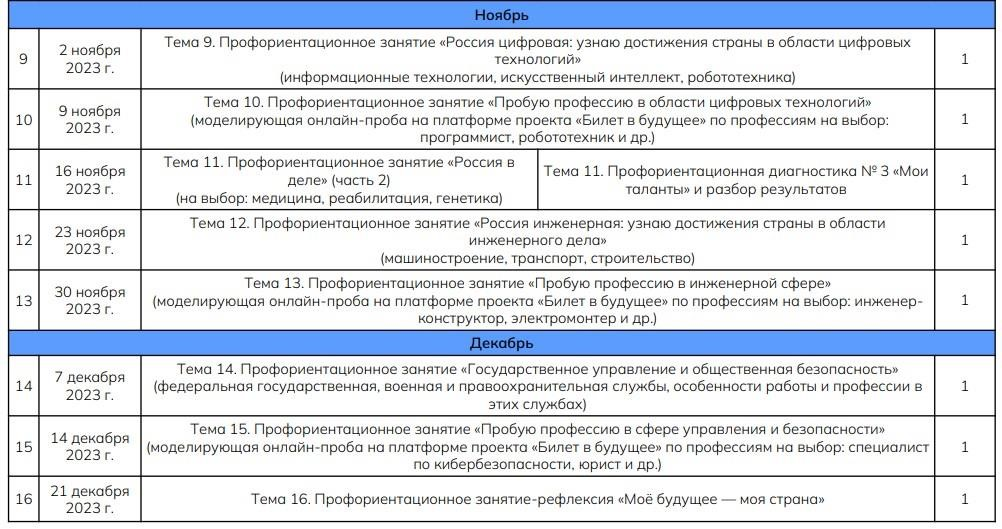 Ноябрь
9
2 ноября
2023 г.
Тема 9. Профориентационное занятие «Россия цифровая: узнаю достижения страны в области цифровых
технологий»
(информационные технологии, искусственный интеллект, робототехника)
1
10
9 ноября
2023 г.
Тема 10. Профориентационное занятие «Пробую профессию в области цифровых технологий»
(моделирующая онлайн-проба на платформе проекта «Билет в будущее» по профессиям на выбор:
программист, робототехник и др.)
1
11
16 ноября
2023 г.
Тема 11. Профориентационное занятие «Россия в
деле» (часть 2)
(на выбор: медицина, реабилитация, генетика)
Тема 11. Профориентационная диагностика № 3 «Мои
таланты» и разбор результатов
1
12
23 ноября
2023 г.
Тема 12. Профориентационное занятие «Россия инженерная: узнаю достижения страны в области
инженерного дела»
(машиностроение, транспорт, строительство)
1
13
30 ноября
2023 г.
Тема 13. Профориентационное занятие «Пробую профессию в инженерной сфере»
(моделирующая онлайн-проба на платформе проекта «Билет в будущее» по профессиям на выбор: инженер-
конструктор, электромонтер и др.)
1
Декабрь
14
7 декабря
2023 г.
Тема 14. Профориентационное занятие «Государственное управление и общественная безопасность»
(федеральная государственная, военная и правоохранительная службы, особенности работы и профессии в
этих службах)
1
15
14 декабря
2023 г.
Тема 15. Профориентационное занятие «Пробую профессию в сфере управления и безопасности»
(моделирующая онлайн-проба на платформе проекта «Билет в будущее» по профессиям на выбор: специалист
по кибербезопасности, юрист и др.)
1
16
21 декабря
2023 г.
Тема 16. Профориентационное занятие-рефлексия «Моё будущее — моя страна»
1